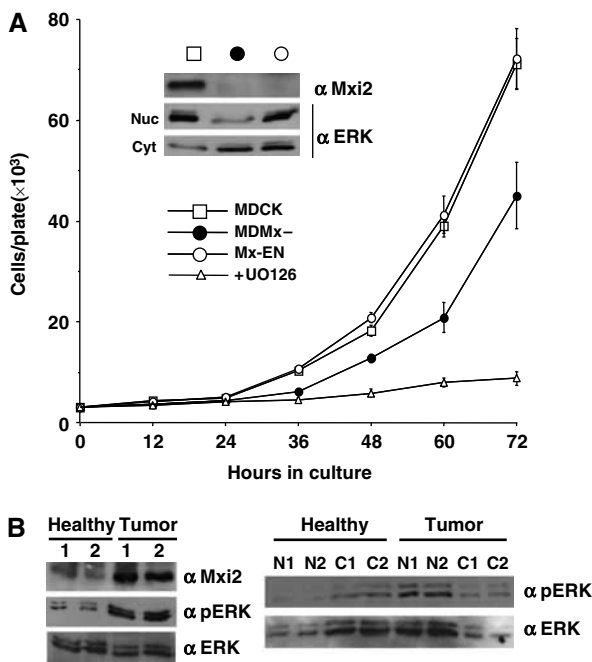 A
80
60
40
20
0
Cells/plate(×10³)
α Mxi2
Nuc
Cyt
α ERK
MDCK
MDMx–
Mx-EN
+UO126
0 12 24 36 48 60 72
Hours in culture
B
Healthy Tumor
1 2 1 2
α Mxi2
α pERK
α ERK
Healthy Tumor
N1 N2 C1 C2 N1 N2 C1 C2
α pERK
α ERK